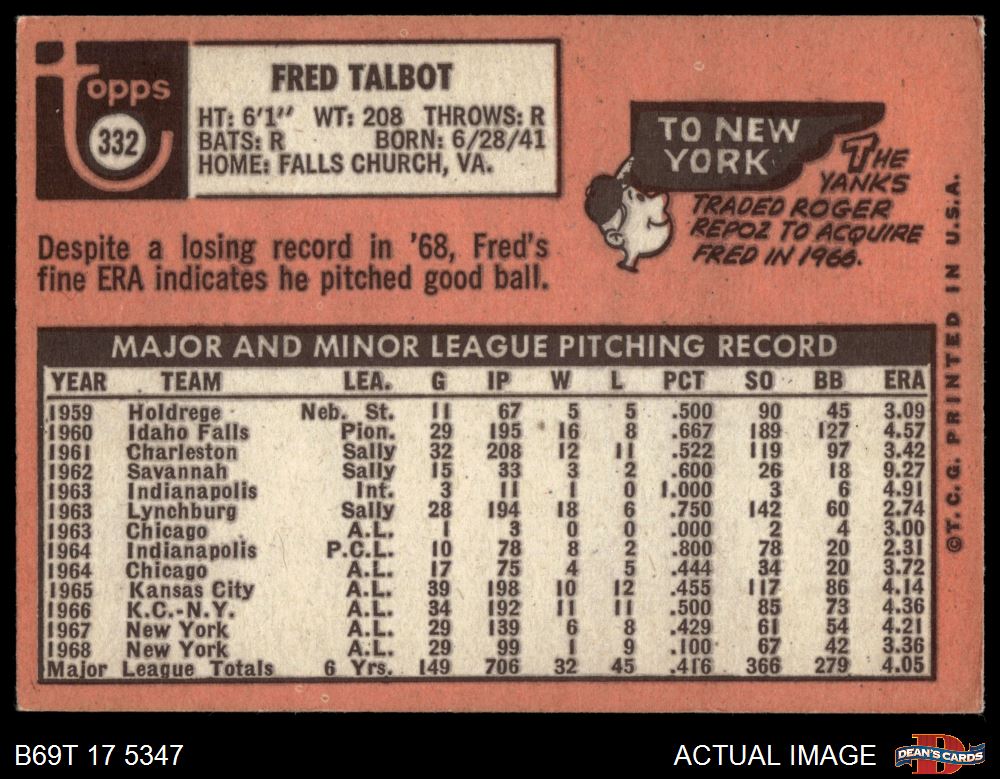 topps
332
FRED TALBOT
HT: 6'1" WT: 208 THROWS: R
BATS: R BORN: 6/28/41
HOME: FALLS CHURCH, VA.
TO NEW
YORK
THE
YANKS
TRADED ROGER
REPOZ TO ACQUIRE
FRED IN 1966.
Despite a losing record in '68, Fred's
fine ERA indicates he pitched good ball.
MAJOR AND MINOR LEAGUE PITCHING RECORD
YEAR TEAM LEA. G IP W L PCT SO BB ERA
1959 Holdrege Neb. St. 11 67 5 5 .500 90 45 3.09
1960 Idaho Falls Pion. 29 195 16 8 .667 189 127 4.57
1961 Charleston Sally 32 208 12 11 .522 119 97 3.42
1962 Savannah Sally 15 33 3 2 .600 26 18 9.27
1963 Indianapolis Int. 3 11 1 0 1.000 3 6 4.91
1963 Lynchburg Sally 28 194 18 6 .750 142 60 2.74
1963 Chicago A.L. 1 3 0 0 .000 2 4 3.00
1964 Indianapolis P.C.L. 10 78 8 2 .800 78 20 2.31
1964 Chicago A.L. 17 75 4 5 .444 34 20 3.72
1965 Kansas City A.L. 39 198 10 12 .455 117 86 4.14
1966 K.C.-N.Y. A.L. 34 192 11 11 .500 85 73 4.36
1967 New York A.L. 29 139 6 8 .429 61 54 4.21
1968 New York A.L. 29 99 1 9 .100 67 42 3.36
Major League Totals 6 Yrs. 149 706 32 45 .416 366 279 4.05
©T.C.G. PRINTED IN U.S.A.
B69T 17 5347
ACTUAL IMAGE
D
DEAN'S CARDS